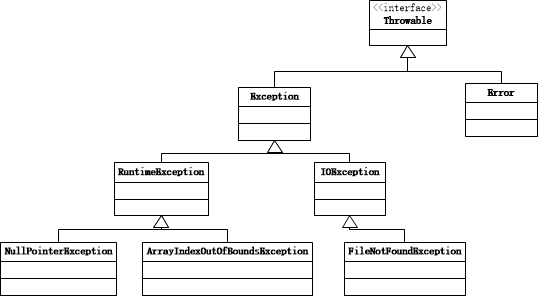 <<interface>>
Throwable
Exception
Error
RuntimeException
IOException
NullPointerException
ArrayIndexOutOfBoundsException
FileNotFoundException